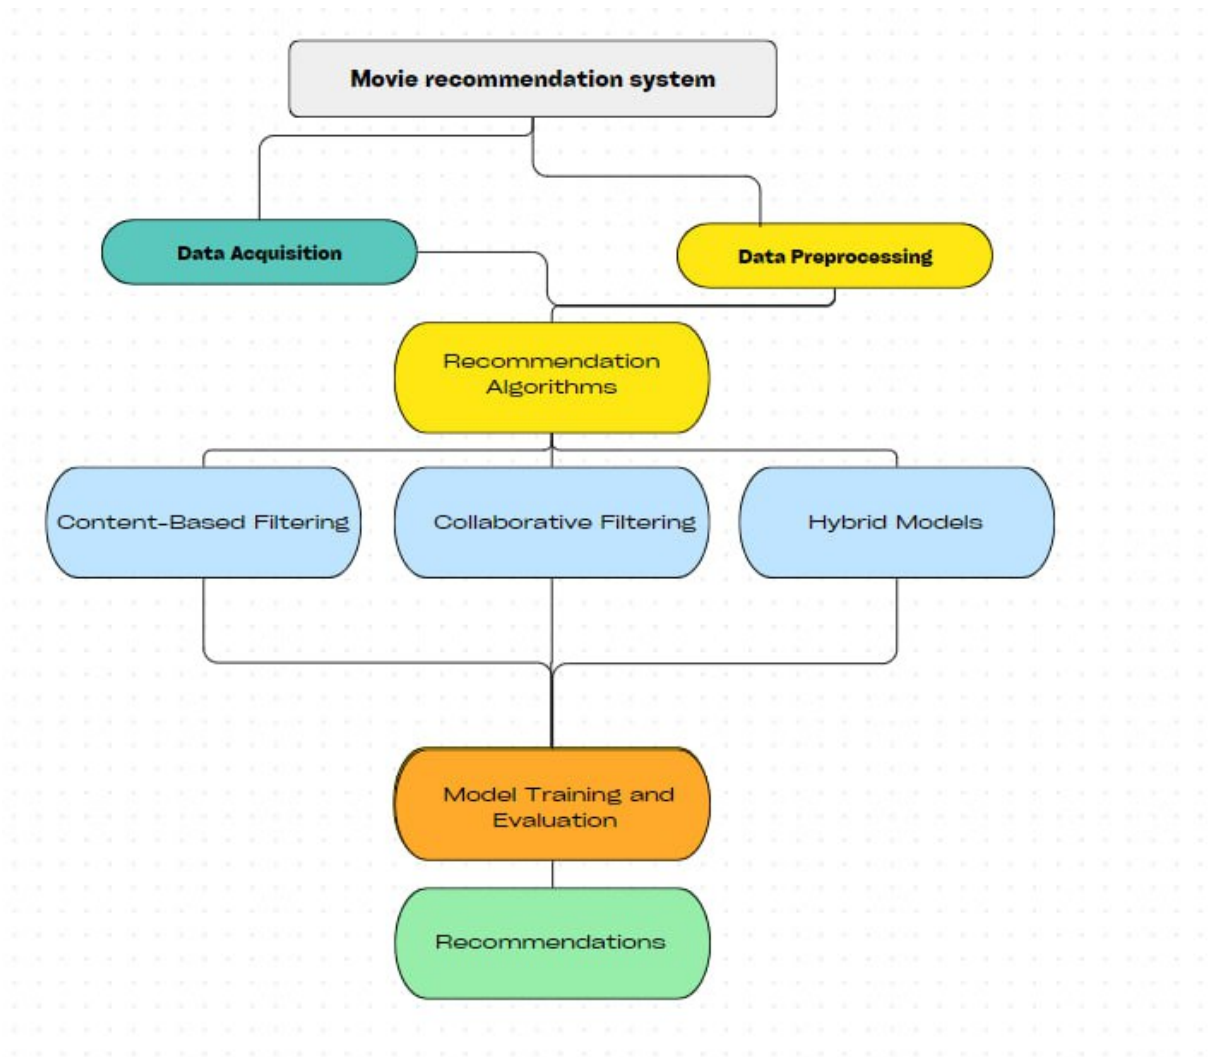 Movie recommendation system
Data Acquisition
Data Preprocessing
Recommendation
Algorithms
Content-Based Filtering
Collaborative Filtering
Hybrid Models
Model Training and
Evaluation
Recommendations